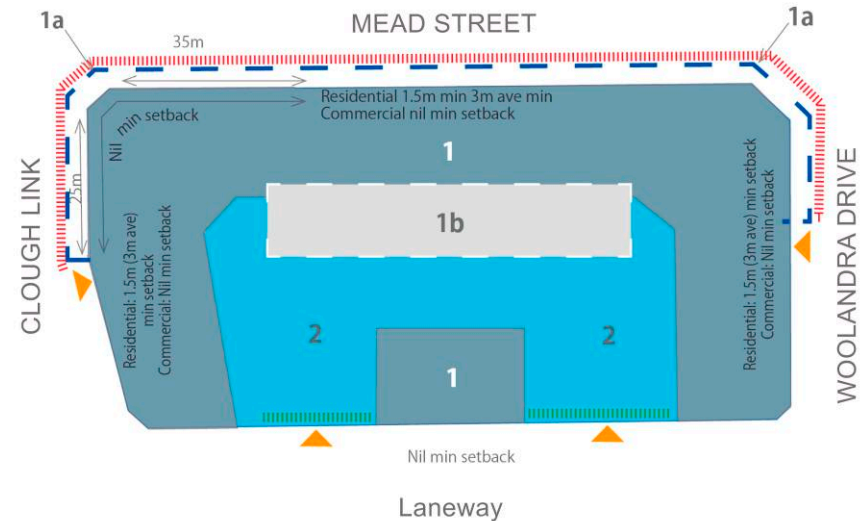 1a
MEAD STREET
1a
35m
Residential 1.5m min 3m ave min
Commercial nil min setback
Nil min setback
25m
1
CLOUGH LINK
1b
Residential: 1.5m (3m ave)
min setback
Commercial: Nil min setback
Residential: 1.5m (3m ave) min setback
Commercial: Nil min setback
WOOLANDRA DRIVE
2
2
1
Nil min setback
Laneway